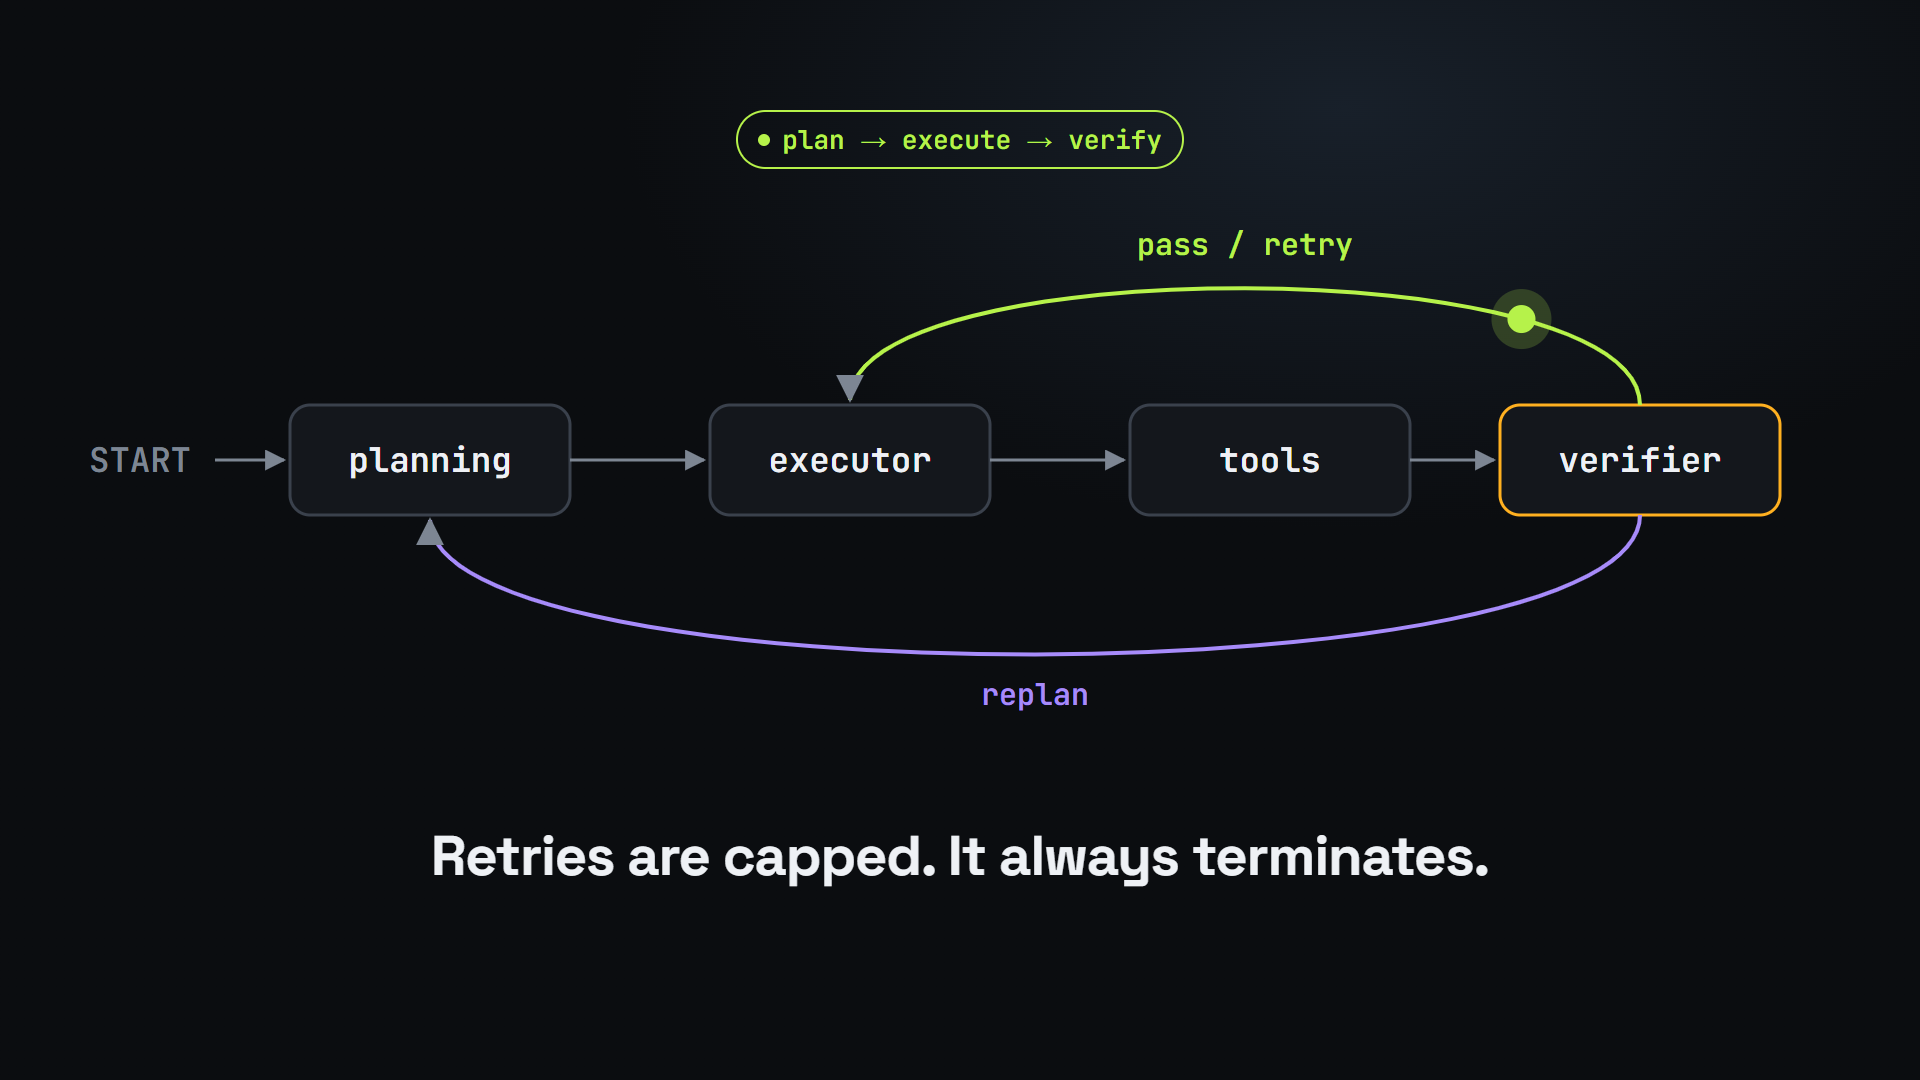 plan → execute → verify
pass / retry
START
planning
executor
tools
verifier
replan
Retries are capped. It always terminates.